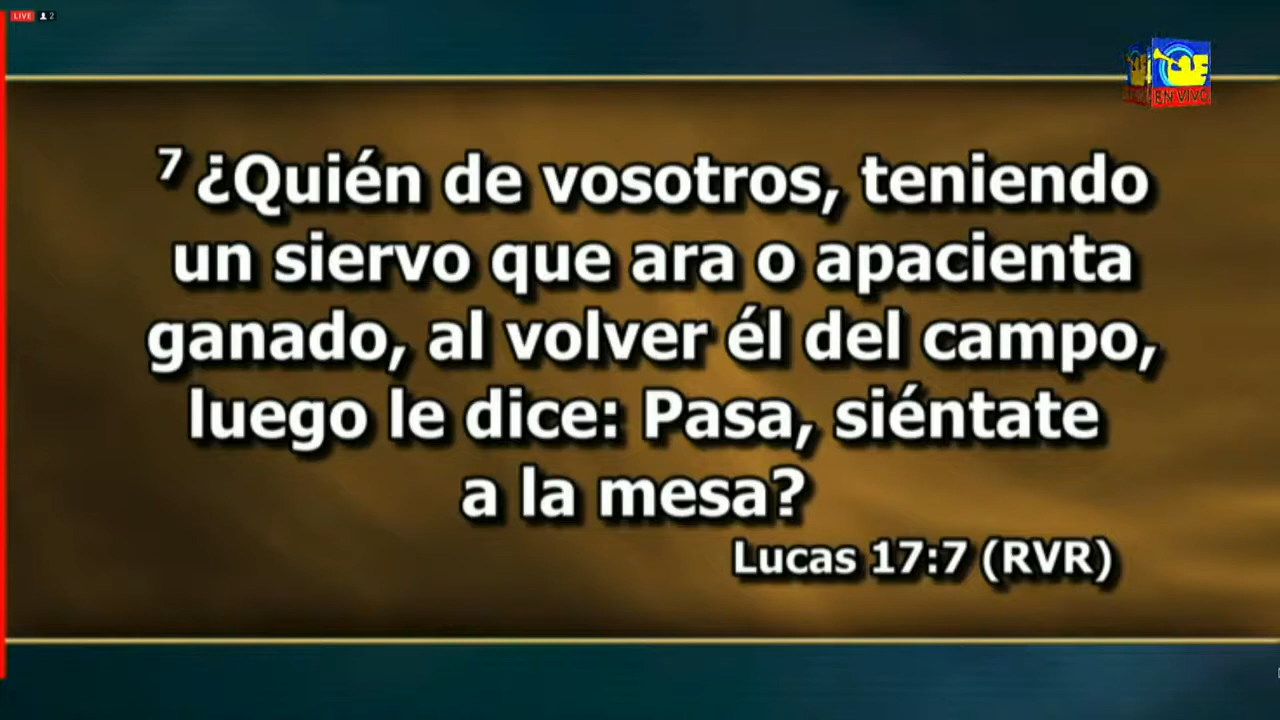 LIVE 2
EN VIVO
7 ¿Quién de vosotros, teniendo
un siervo que ara o apacienta
ganado, al volver él del campo,
luego le dice: Pasa, siéntate
a la mesa?
Lucas 17:7 (RVR)